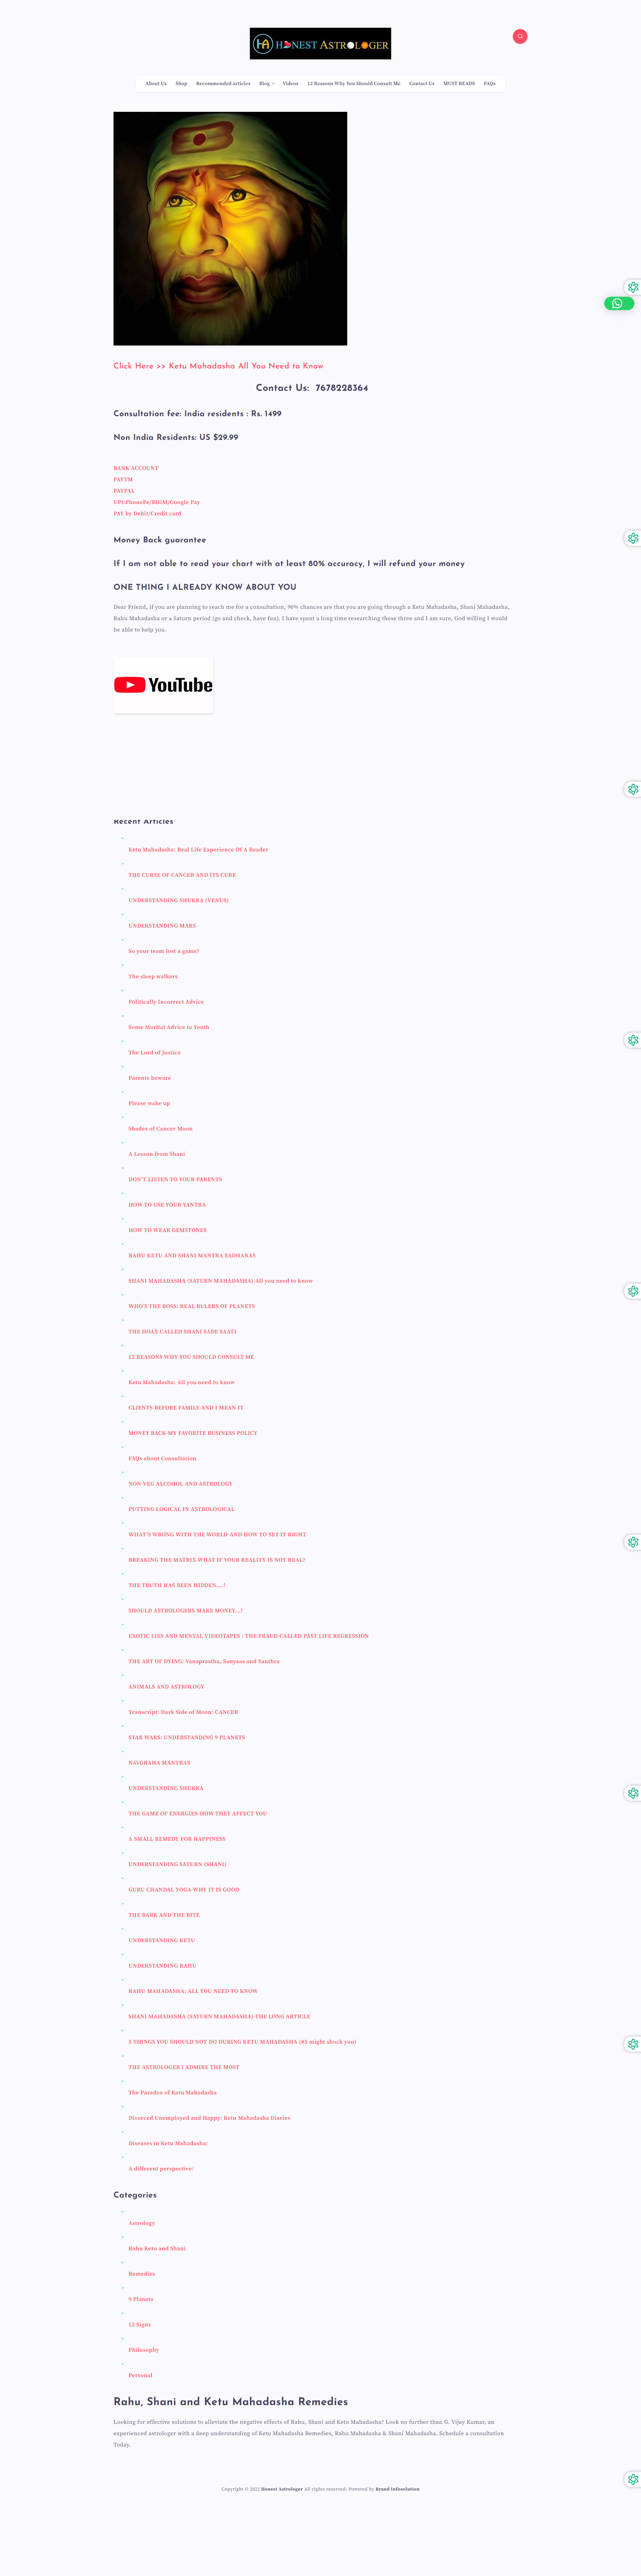 HONEST ASTROLOGER
About Us Shop Recommended articles Blog Videos 12 Reasons Why You Should Consult Me Contact Us MUST READS FAQs
Click Here >> Ketu Mahadasha All You Need to Know
Contact Us: 7678228364
Consultation fee: India residents : Rs. 1499
Non India Residents: US $29.99
BANK ACCOUNT
PAYTM
PAYPAL
UPI:PhonePe/BHIM/Google Pay
PAY by Debit/Credit card
Money Back guarantee
If I am not able to read your chart with at least 80% accuracy, I will refund your money
ONE THING I ALREADY KNOW ABOUT YOU
Dear Friend, if you are planning to reach me for a consultation, 90% chances are that you are going through a Ketu Mahadasha, Shani Mahadasha,
Rahu Mahadasha or a Saturn period (go and check, have fun). I have spent a long time researching these three and I am sure, God willing I would
be able to help you.
YouTube
Recent Articles
Ketu Mahadasha: Real Life Experience Of A Reader
THE CURSE OF CANCER AND ITS CURE
UNDERSTANDING SHUKRA (VENUS)
UNDERSTANDING MARS
So your team lost a game?
The sleep walkers
Politically Incorrect Advice
Some Marital Advice to Youth
The Lord of Justice
Parents beware
Please wake up
Shades of Cancer Moon
A Lesson from Shani
DON'T LISTEN TO YOUR PARENTS
HOW TO USE YOUR YANTRA
HOW TO WEAR GEMSTONES
RAHU KETU AND SHANI MANTRA SADHANAS
SHANI MAHADASHA (SATURN MAHADASHA)-All you need to know
WHO'S THE BOSS: REAL RULERS OF PLANETS
THE HOAX CALLED SHANI SADE SAATI
12 REASONS WHY YOU SHOULD CONSULT ME
Ketu Mahadasha: All you need to know
CLIENTS BEFORE FAMILY-AND I MEAN IT
MONEY BACK-MY FAVORITE BUSINESS POLICY
FAQs about Consultation
NON-VEG ALCOHOL AND ASTROLOGY
PUTTING LOGICAL IN ASTROLOGICAL
WHAT'S WRONG WITH THE WORLD-AND HOW TO SET IT RIGHT
BREAKING THE MATRIX-WHAT IF YOUR REALITY IS NOT REAL?
THE TRUTH HAS BEEN HIDDEN....!
SHOULD ASTROLOGERS MAKE MONEY...?
EXOTIC LIES AND MENTAL VIDEOTAPES : THE FRAUD CALLED PAST LIFE REGRESSION
THE ART OF DYING: Vanaprastha, Sanyaas and Santhra
ANIMALS AND ASTROLOGY
Transcript: Dark Side of Moon: CANCER
STAR WARS: UNDERSTANDING 9 PLANETS
NAVGRAHA MANTRAS
UNDERSTANDING SHUKRA
THE GAME OF ENERGIES-HOW THEY AFFECT YOU
A SMALL REMEDY FOR HAPPINESS
UNDERSTANDING SATURN (SHANI)
GURU CHANDAL YOGA-WHY IT IS GOOD
THE BARK AND THE BITE
UNDERSTANDING KETU
UNDERSTANDING RAHU
RAHU MAHADASHA: ALL YOU NEED TO KNOW
SHANI MAHADASHA (SATURN MAHADASHA)-THE LONG ARTICLE
5 THINGS YOU SHOULD NOT DO DURING KETU MAHADASHA (#5 might shock you)
THE ASTROLOGER I ADMIRE THE MOST
The Paradox of Ketu Mahadasha
Divorced Unemployed and Happy: Ketu Mahadasha Diaries
Diseases in Ketu Mahadasha:
A different perspective:
Categories
Astrology
Rahu Ketu and Shani
Remedies
9 Planets
12 Signs
Philosophy
Personal
Rahu, Shani and Ketu Mahadasha Remedies
Looking for effective solutions to alleviate the negative effects of Rahu, Shani and Ketu Mahadasha? Look no further than G. Vijay Kumar, an
experienced astrologer with a deep understanding of Ketu Mahadasha Remedies, Rahu Mahadasha & Shani Mahadasha. Schedule a consultation
Today.
Copyright © 2022 Honest Astrologer All rights reserved. Powered by Brand Infosolution